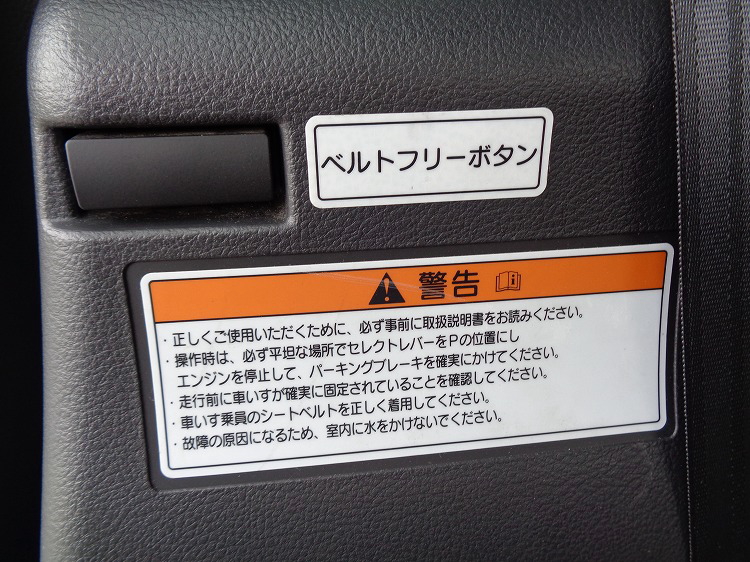 ベルトフリーボタン
警告
・正しくご使用いただくために、必ず事前に取扱説明書をお読みください。
・操作時は、必ず平坦な場所でセレクトレバーをPの位置にし
エンジンを停止して、パーキングブレーキを確実にかけてください。
・走行前に車いすが確実に固定されていることを確認してください。
・車いす乗員のシートベルトを正しく着用してください。
・故障の原因になるため、室内に水をかけないでください。